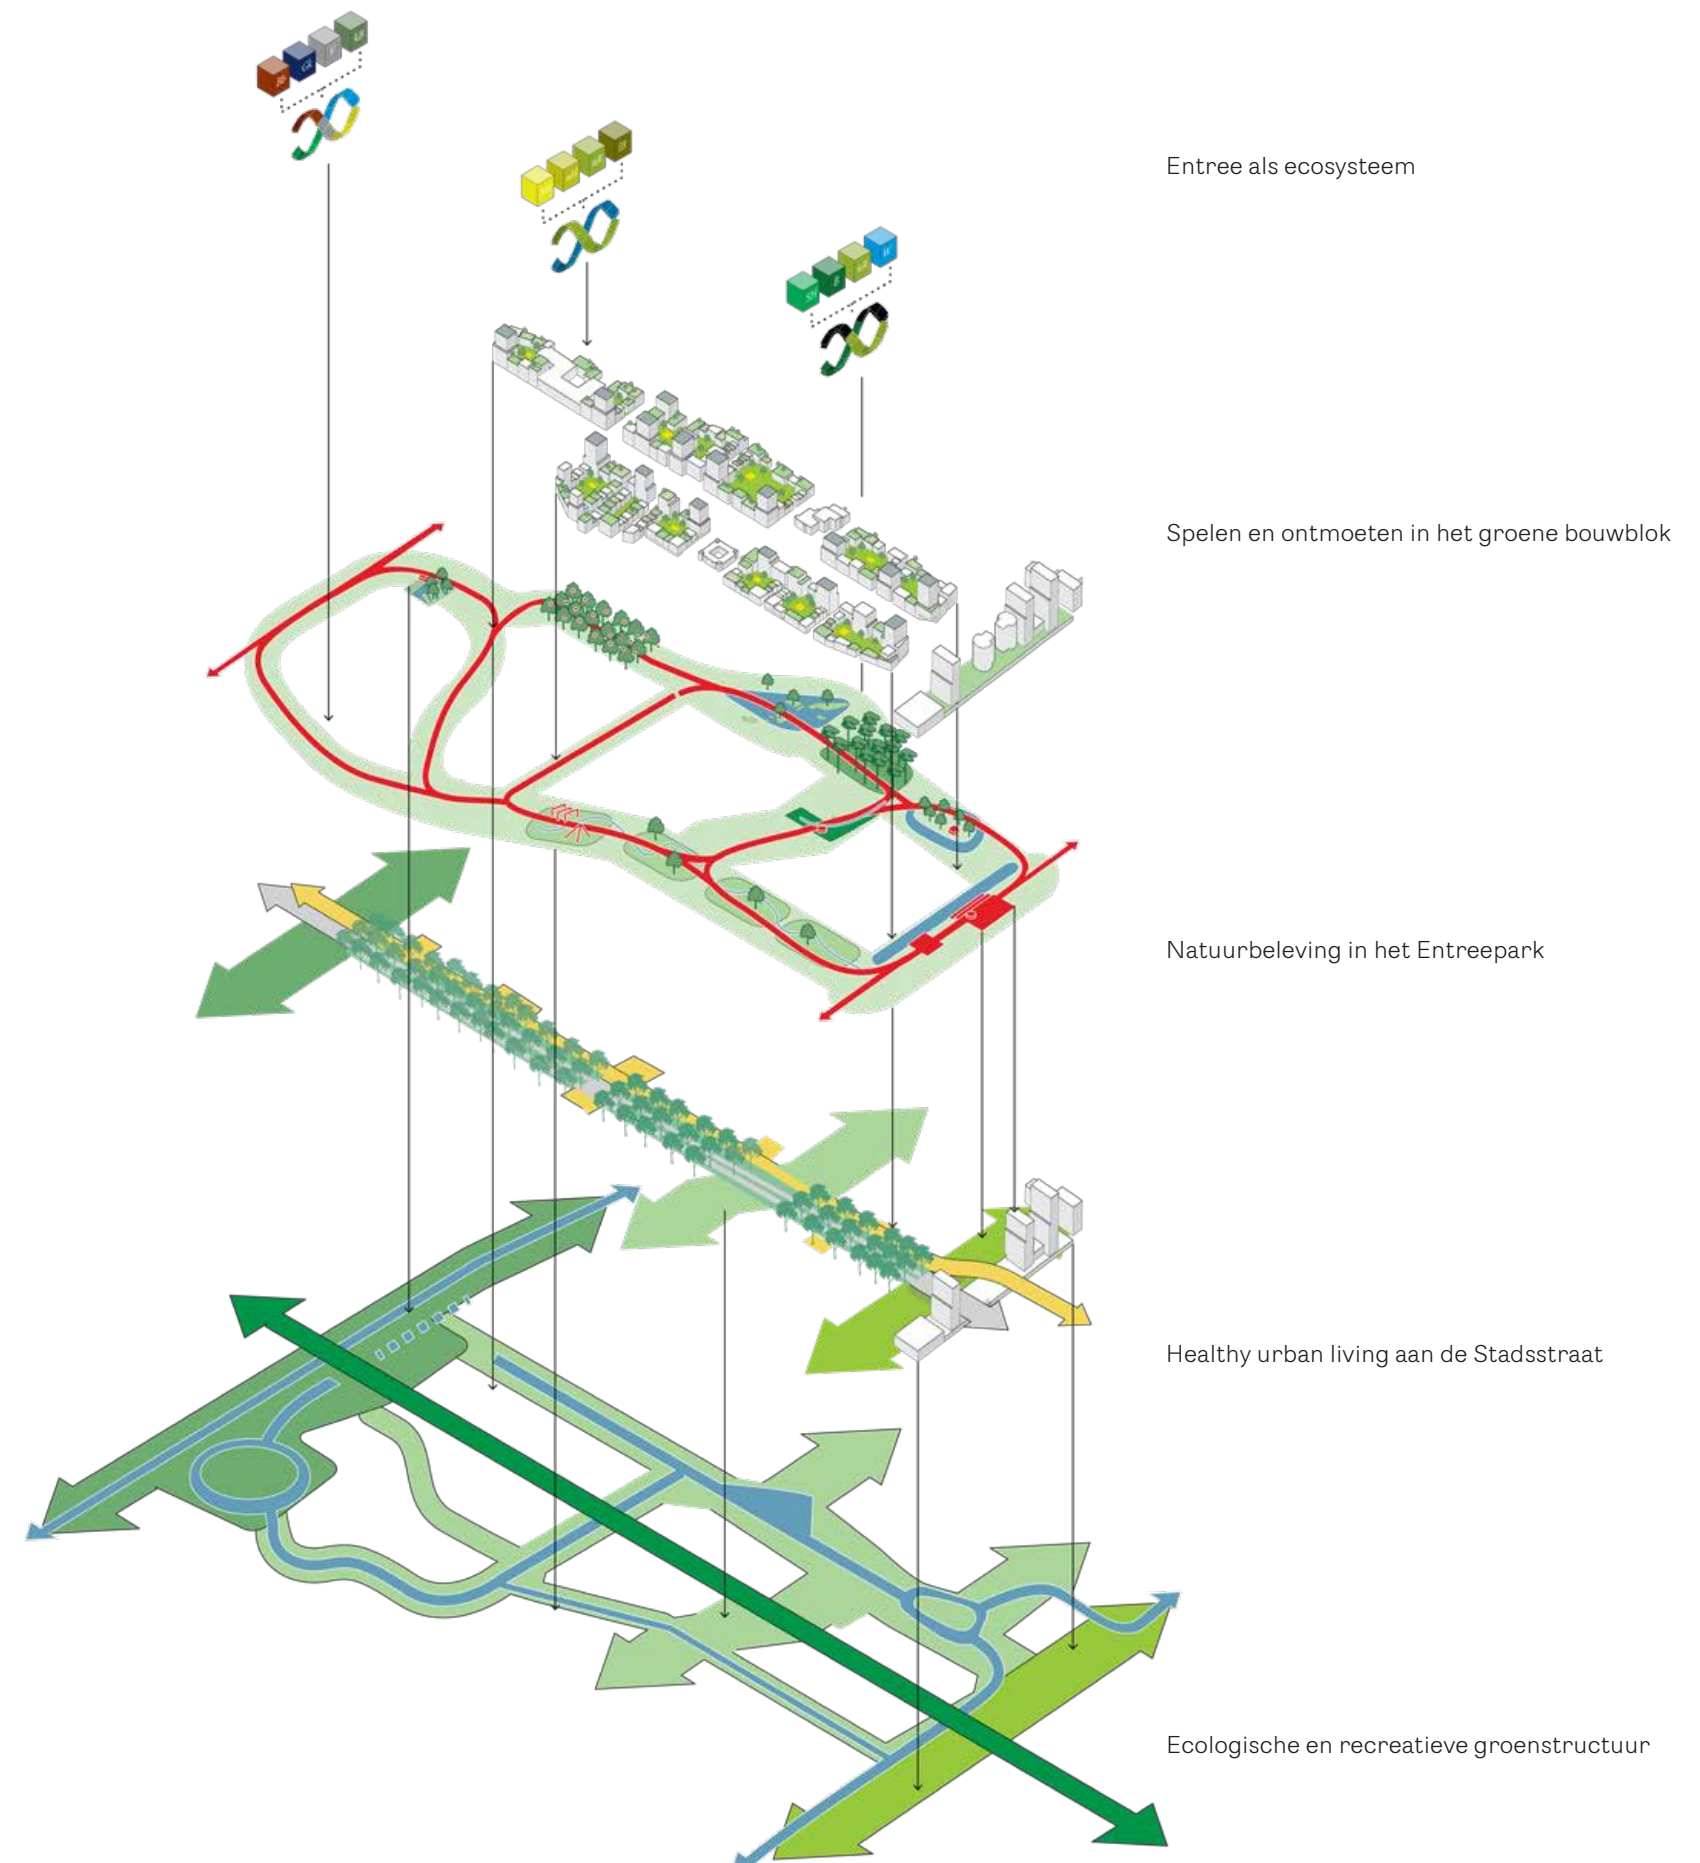 Entree als ecosysteem
Spelen en ontmoeten in het groene bouwblok
Natuurbeleving in het Entreepark
Healthy urban living aan de Stadsstraat
Ecologische en recreatieve groenstructuur